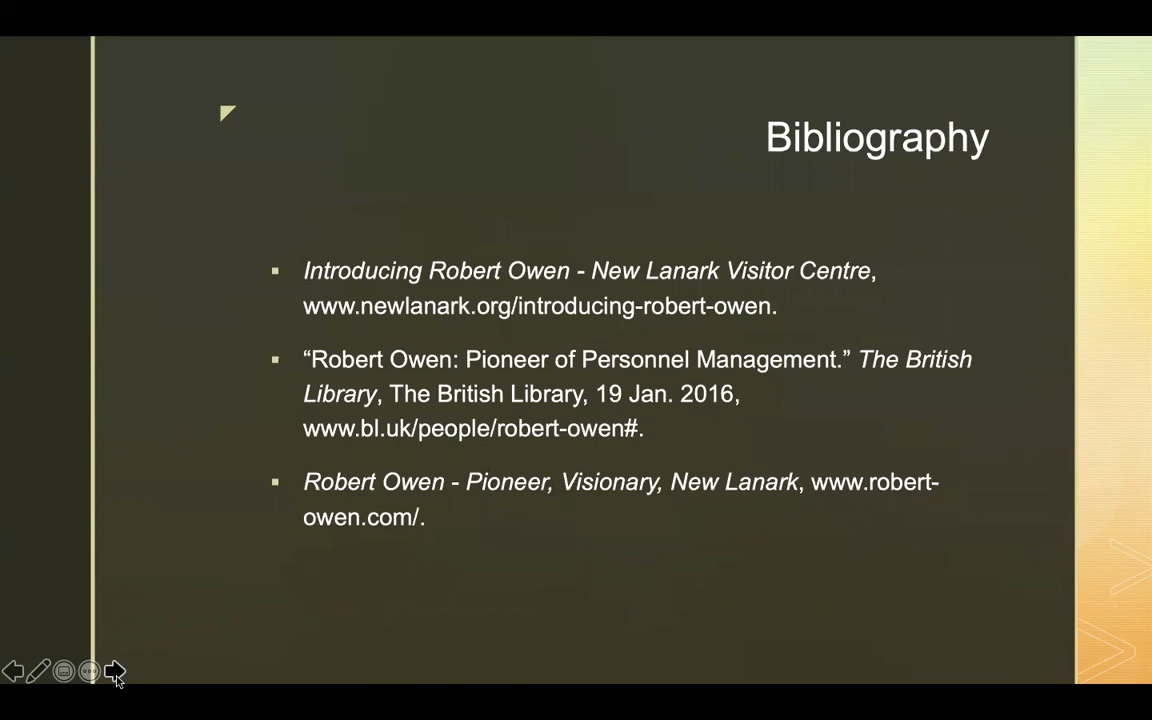 Bibliography
Introducing Robert Owen - New Lanark Visitor Centre,
www.newlanark.org/introducing-robert-owen.
“Robert Owen: Pioneer of Personnel Management.” The British
Library, The British Library, 19 Jan. 2016,
www.bl.uk/people/robert-owen#.
Robert Owen - Pioneer, Visionary, New Lanark, www.robert-
owen.com/.